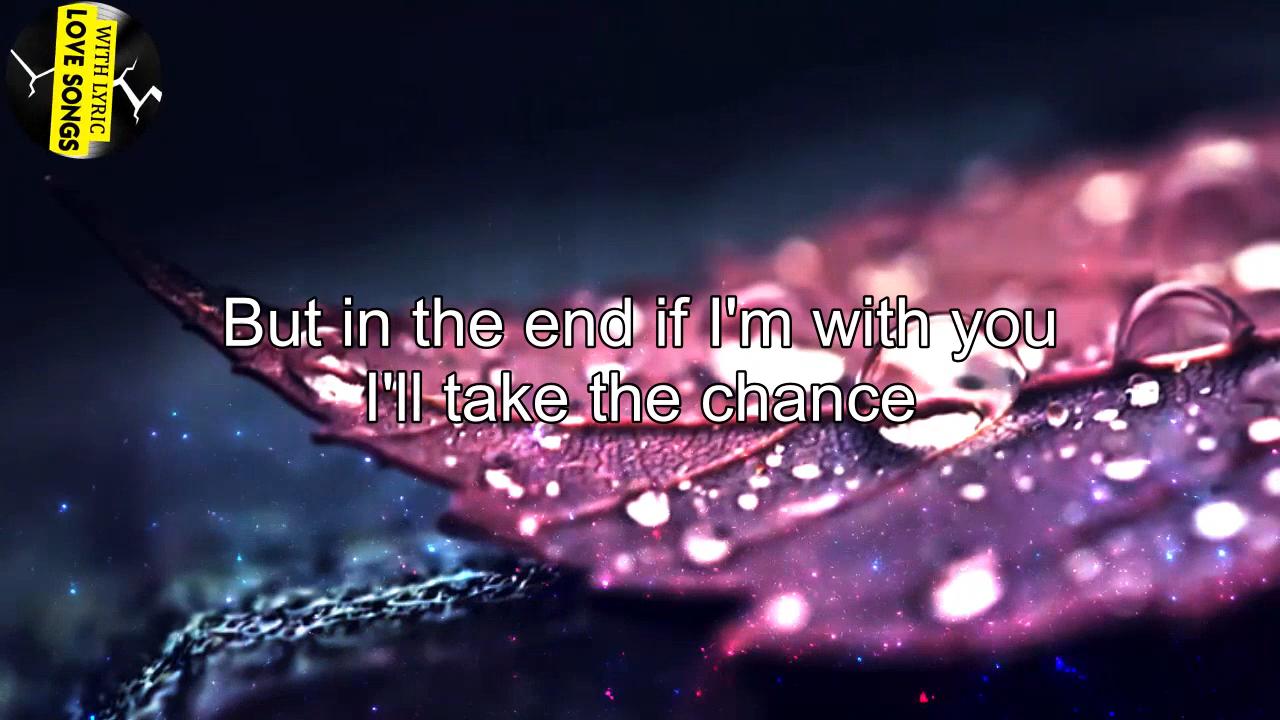 LOVE SONGS
WITH LYRIC
But in the end if I'm with you
I'll take the chance